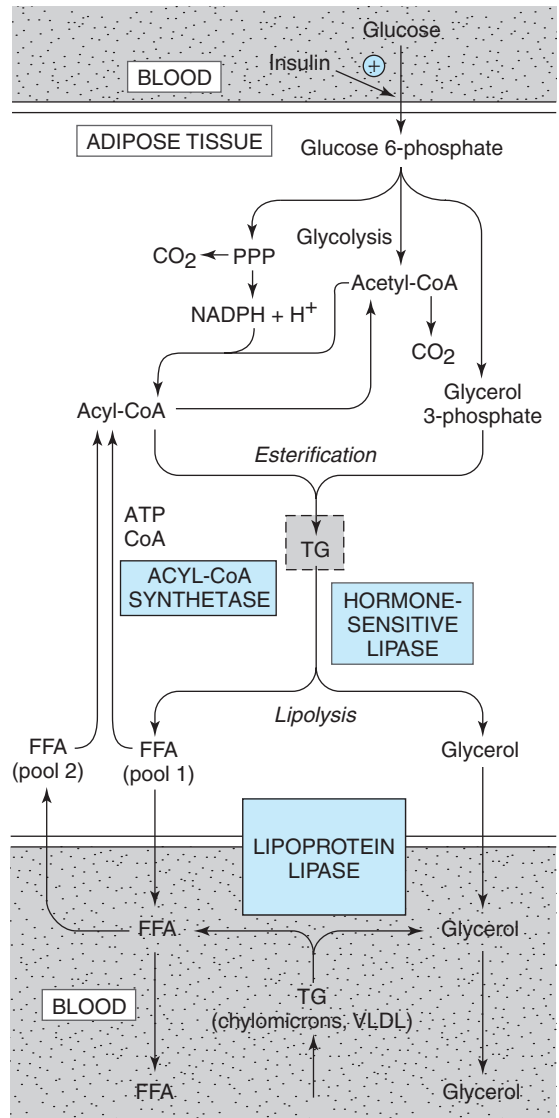 Glucose
Insulin
+
BLOOD
ADIPOSE TISSUE
Glucose 6-phosphate
Glycolysis
CO2
PPP
Acetyl-CoA
NADPH + H+
CO2
Acyl-CoA
Glycerol
3-phosphate
Esterification
ATP
CoA
TG
ACYL-CoA
SYNTHETASE
HORMONE-
SENSITIVE
LIPASE
Lipolysis
FFA
(pool 2)
FFA
(pool 1)
Glycerol
LIPOPROTEIN
LIPASE
FFA
Glycerol
BLOOD
TG
(chylomicrons, VLDL)
FFA
Glycerol